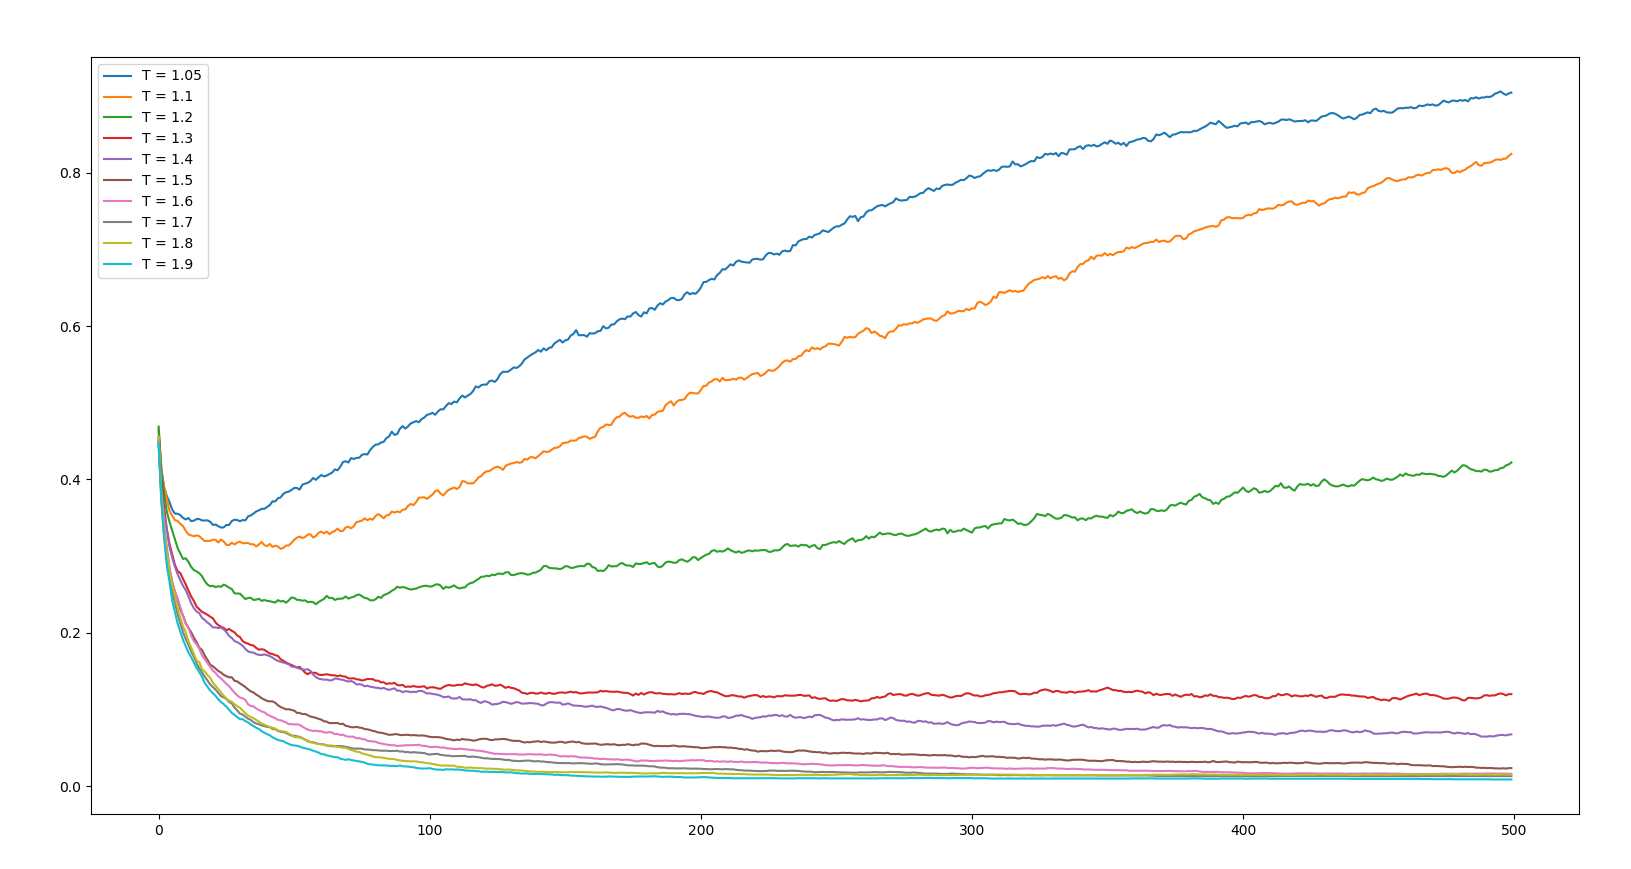 T = 1.05
T = 1.1
T = 1.2
T = 1.3
T = 1.4
T = 1.5
T = 1.6
T = 1.7
T = 1.8
T = 1.9
0.8
0.6
0.4
0.2
0.0
0 100 200 300 400 500